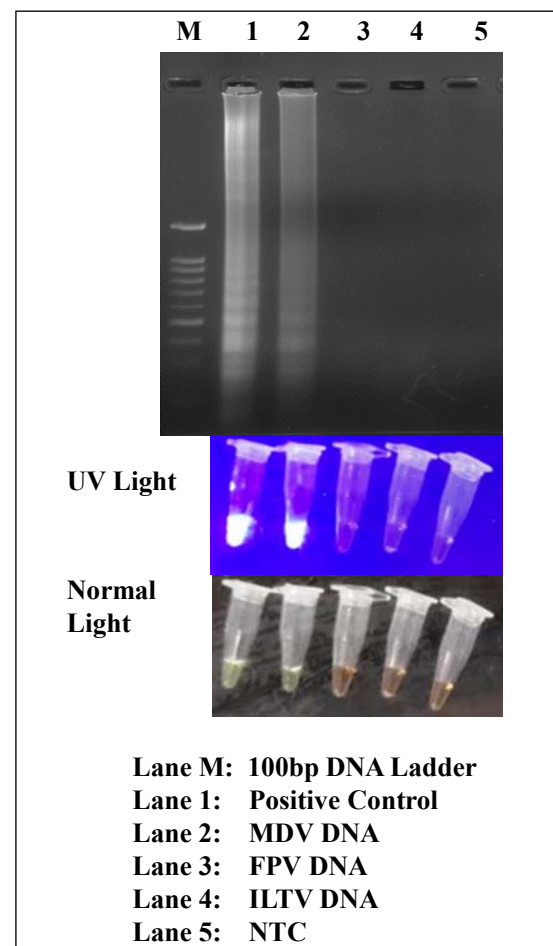 M 1 2 3 4 5
UV Light
Normal
Light
Lane M: 100bp DNA Ladder
Lane 1: Positive Control
Lane 2: MDV DNA
Lane 3: FPV DNA
Lane 4: ILTV DNA
Lane 5: NTC